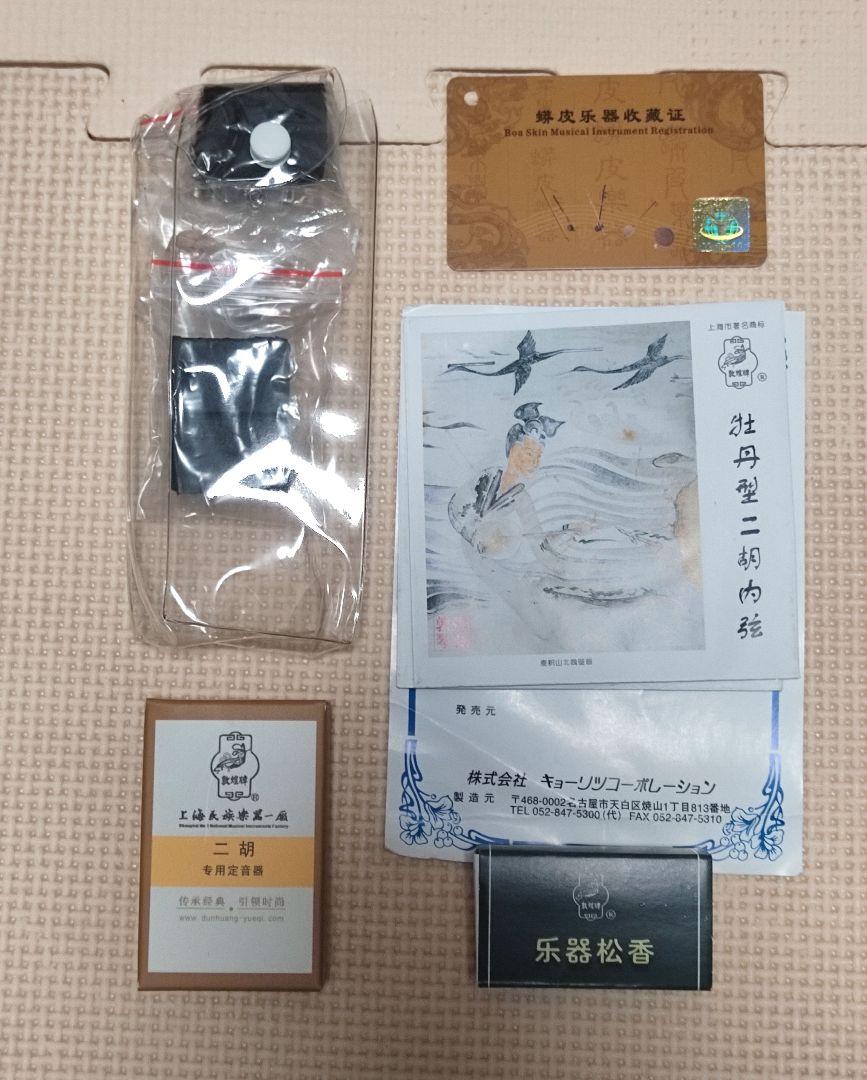 蟒皮乐器收藏证
Boa Skin Musical Instrument Registration
上海市著名商标
敦煌牌
®
牡丹型二胡内弦
発売元
株式会社 キョーリツコーポレーション
製造元 〒468-0002名古屋市天白区焼山1丁目813番地
TEL 052-847-5300(代) FAX 052-847-5310
敦煌牌
®
上海民族乐器一厂
Shanghai No.1 National Musical Instruments Factory
二胡
专用定音器
传承经典 . 引领时尚
www.dunhuang-yueqi.com
敦煌牌
®
乐器松香